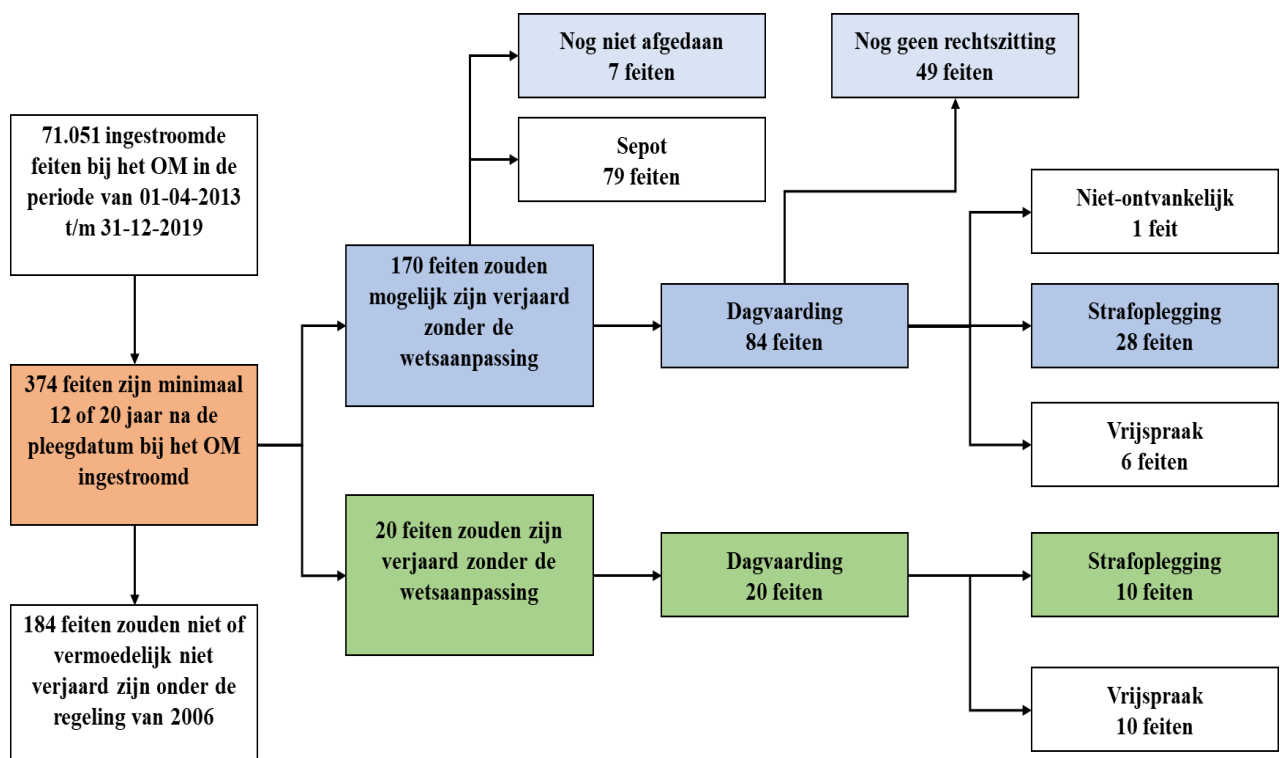 71.051 ingestroomde
feiten bij het OM in de
periode van 01-04-2013
t/m 31-12-2019
374 feiten zijn minimaal
12 of 20 jaar na de
pleegdatum bij het OM
ingestroomd
184 feiten zouden niet of
vermoedelijk niet
verjaard zijn onder de
regeling van 2006
170 feiten zouden
mogelijk zijn verjaard
zonder de
wetsaanpassing
20 feiten zouden zijn
verjaard zonder de
wetsaanpassing
Nog niet afgedaan
7 feiten
Sepot
79 feiten
Dagvaarding
84 feiten
Dagvaarding
20 feiten
Nog geen rechtszitting
49 feiten
Niet-ontvankelijk
1 feit
Strafoplegging
28 feiten
Vrijspraak
6 feiten
Strafoplegging
10 feiten
Vrijspraak
10 feiten